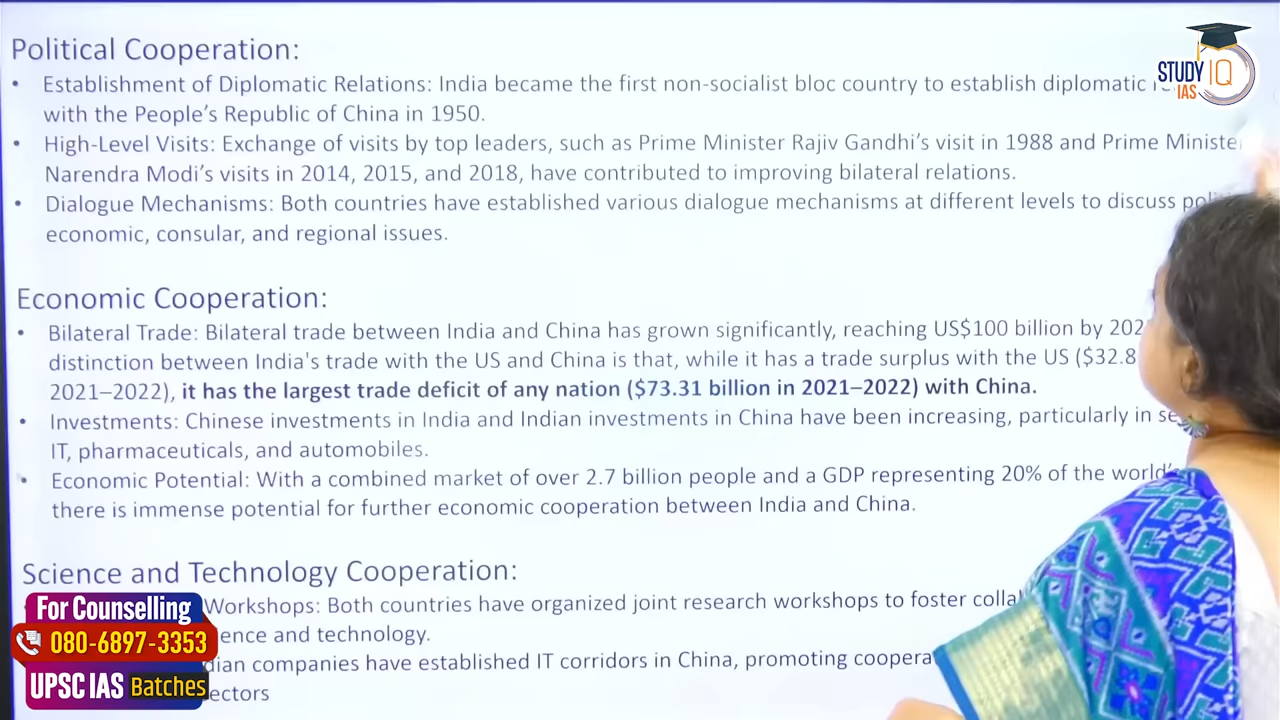 Political Cooperation:
• Establishment of Diplomatic Relations: India became the first non-socialist bloc country to establish diplomatic
with the People's Republic of China in 1950.
• High-Level Visits: Exchange of visits by top leaders, such as Prime Minister Rajiv Gandhi's visit in 1988 and Prime Minister
Narendra Modi's visits in 2014, 2015, and 2018, have contributed to improving bilateral relations.
• Dialogue Mechanisms: Both countries have established various dialogue mechanisms at different levels to discuss
economic, consular, and regional issues.
Economic Cooperation:
• Bilateral Trade: Bilateral trade between India and China has grown significantly, reaching US$100 billion by
distinction between India's trade with the US and China is that, while it has a trade surplus with the US ($32.8
2021–2022), it has the largest trade deficit of any nation ($73.31 billion in 2021–2022) with China.
• Investments: Chinese investments in India and Indian investments in China have been increasing, particularly in
IT, pharmaceuticals, and automobiles.
• Economic Potential: With a combined market of over 2.7 billion people and a GDP representing 20% of the world's
there is immense potential for further economic cooperation between India and China.
Science and Technology Cooperation:
Workshops: Both countries have organized joint research workshops to foster
and technology.
companies have established IT corridors in China, promoting
STUDY IQ
IAS
For Counselling
080-6897-3353
UPSC IAS Batches